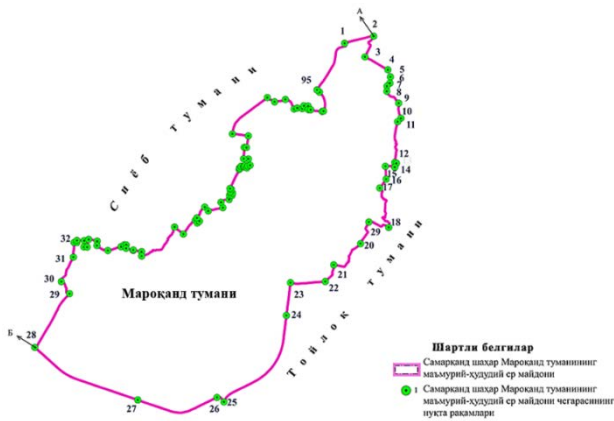 А
1
2
3
4
5
6
7
8
9
10
11
12
14
15
16
17
18
29
20
21
22
23
24
25
26
27
28
29
30
31
32
95
Б
Сиёб тумани
Мароқанд тумани
Тойлоқ тумани
Шартли белгилар
Самарқанд шаҳар Мароқанд туманининг
маъмурий-ҳудудий ер майдони
1 Самарқанд шаҳар Мароқанд туманининг
маъмурий-ҳудудий ер майдони чегарасининг
нуқта рақамлари